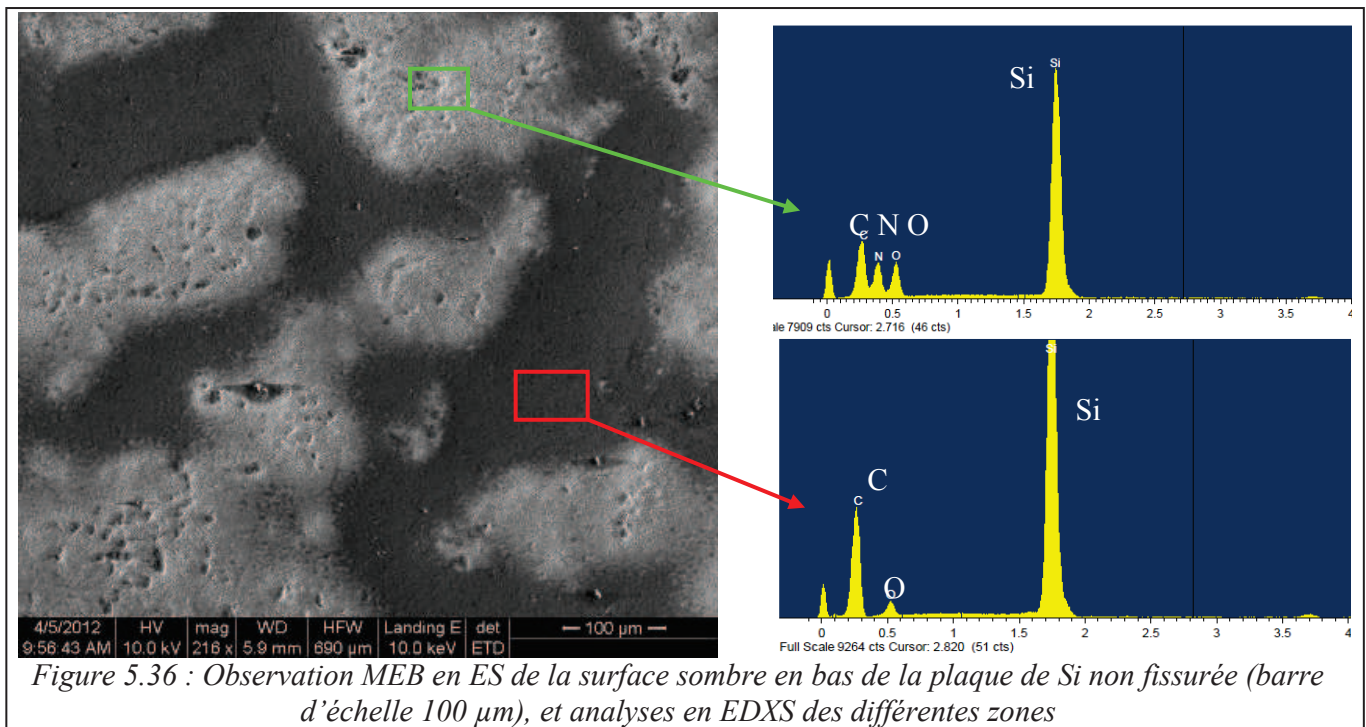 Si
Si
C N O
C
N
O
0 0.5 1 1.5 2 2.5 3 3.5 4
ale 7909 cts Cursor: 2.716 (46 cts)
Si
Si
C
C
O
0 0.5 1 1.5 2 2.5 3 3.5 4
Full Scale 9264 cts Cursor: 2.820 (51 cts)
4/5/2012 HV mag WD HFW Landing E det
9:56:43 AM 10.0 kV 216 x 5.9 mm 690 µm 10.0 keV ETD
100 µm
Figure 5.36 : Observation MEB en ES de la surface sombre en bas de la plaque de Si non fissurée (barre
d’échelle 100 µm), et analyses en EDXS des différentes zones